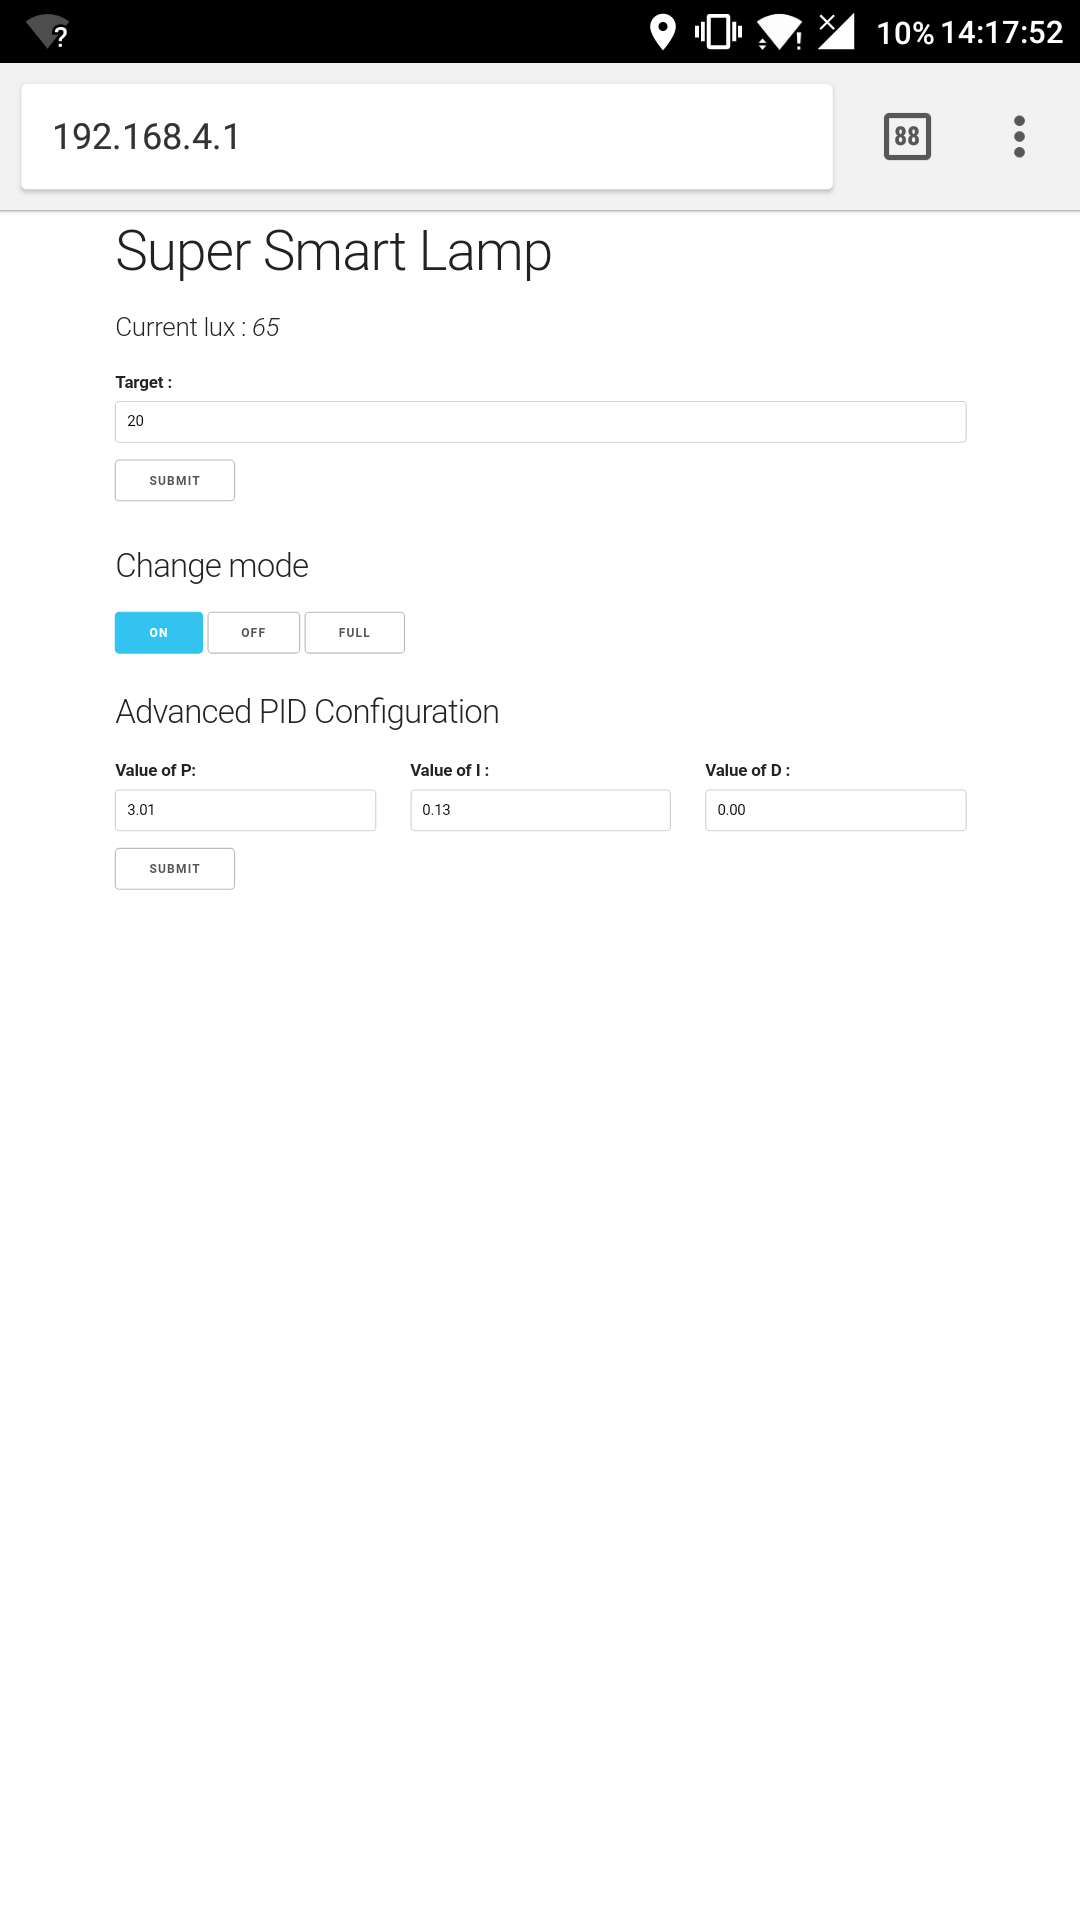 ? ! 10% 14:17:52
192.168.4.1 88
Super Smart Lamp
Current lux : 65
Target :
20
SUBMIT
Change mode
ON OFF FULL
Advanced PID Configuration
Value of P: Value of I : Value of D :
3.01 0.13 0.00
SUBMIT